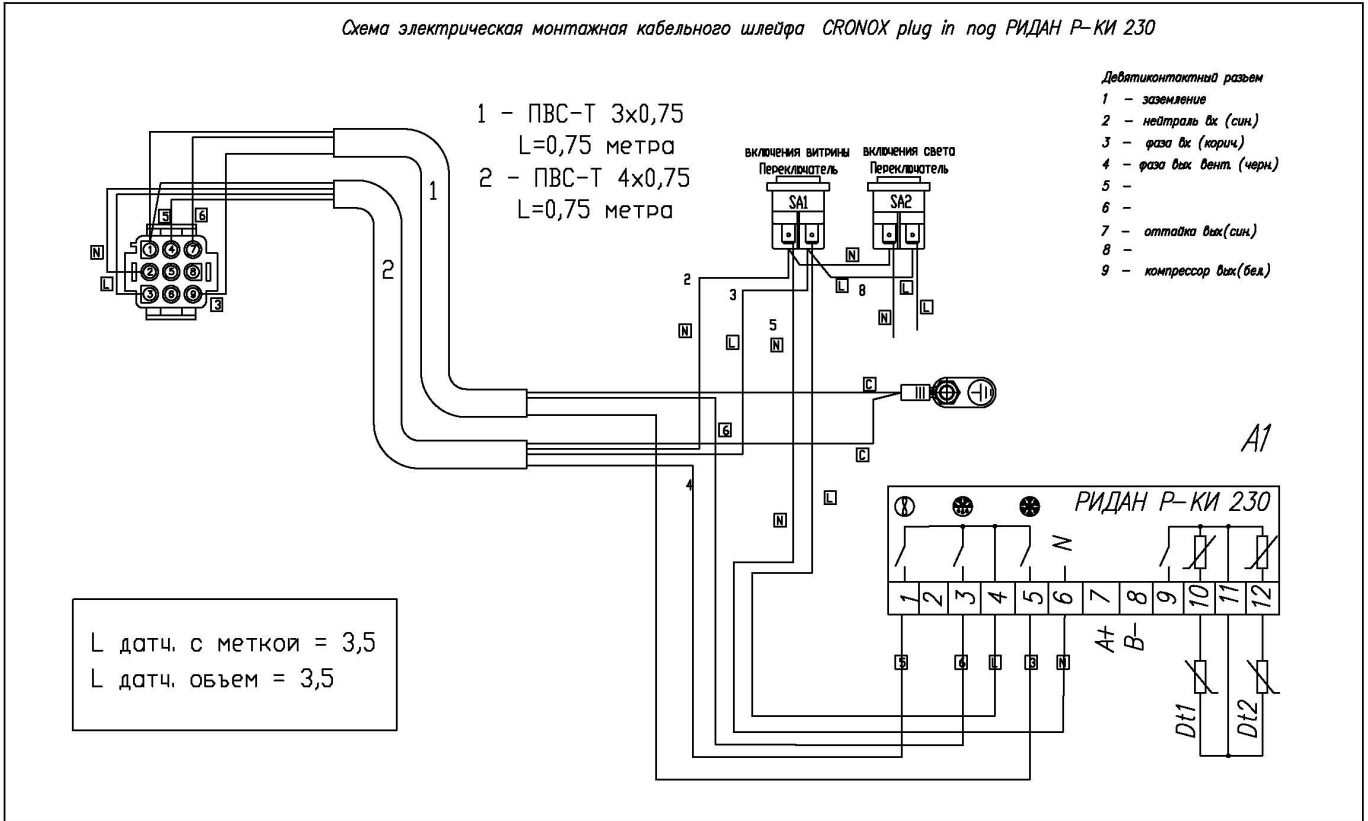 Схема электрическая монтажная кабельного шлейфа CRONOX plug in nog РИДАН Р-КИ 230
Девятиконтактный разъем
1 - заземление
2 - нейтраль вх (син.)
3 - фаза вх (корич.)
4 - фаза вых вент. (черн.)
5 -
6 -
7 - оттайка вых(син.)
8 -
9 - компрессор вых(бел.)
1 - ПВС-Т 3x0,75
L=0,75 метра
2 - ПВС-Т 4x0,75
L=0,75 метра
включения витрины
Переключатель
SA1
включения света
Переключатель
SA2
1
2
5
6
N
L
3
1 4 7
2 5 8
3 6 9
2
3
N
L
5
N
N
L
8
L
N
L
C
6
C
4
L
N
A1
РИДАН Р-КИ 230
N
1 2 3 4 5 6 7 8 9 10 11 12
A+
B-
5 6 L 3 N
Dt1
Dt2
L датч. с меткой = 3,5
L датч. объем = 3,5